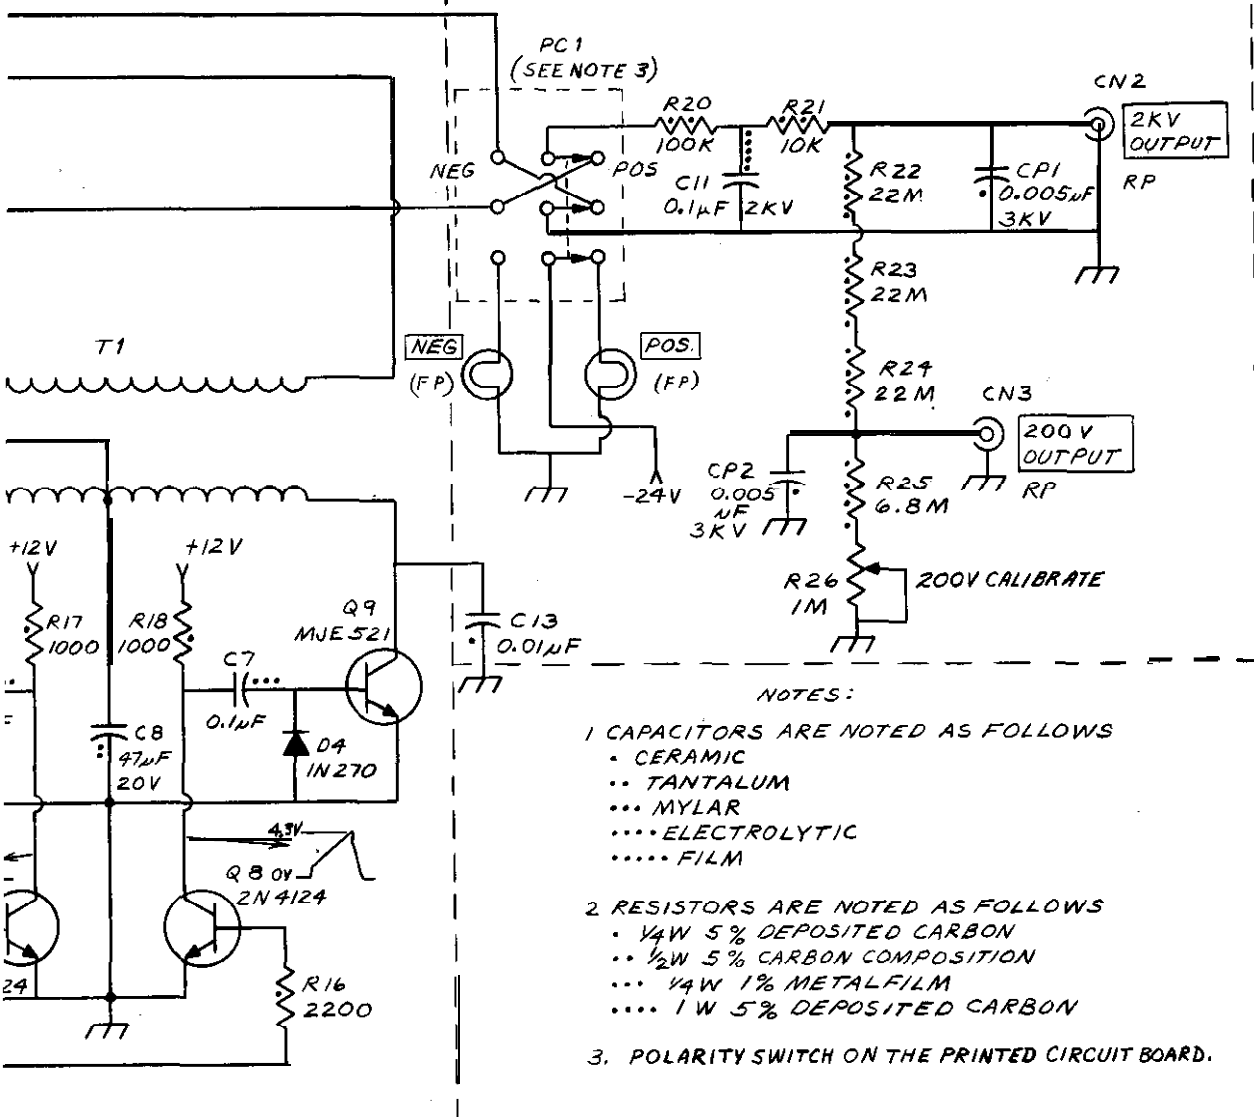 PC1
(SEE NOTE 3)
CN2
2KV
OUTPUT
RP
R20
100K
R21
10K
NEG
POS
C11
0.1µF 2KV
R22
22M
CP1
0.005µF
3KV
R23
22M
T1
NEG
(FP)
POS.
(FP)
R24
22M
CN3
200V
OUTPUT
RP
-24V
CP2
0.005
µF
3KV
R25
6.8M
+12V
+12V
R26
1M
200V CALIBRATE
R17
1000
R18
1000
Q9
MJE521
C13
0.01µF
C7
0.1µF
C8
47µF
20V
D4
1N270
4.3V
0V
Q8
2N4124
24
R16
2200
NOTES:
1 CAPACITORS ARE NOTED AS FOLLOWS
• CERAMIC
•• TANTALUM
••• MYLAR
•••• ELECTROLYTIC
••••• FILM
2 RESISTORS ARE NOTED AS FOLLOWS
• ¼W 5% DEPOSITED CARBON
•• ½W 5% CARBON COMPOSITION
••• ¼W 1% METAL FILM
•••• 1W 5% DEPOSITED CARBON
3. POLARITY SWITCH ON THE PRINTED CIRCUIT BOARD.